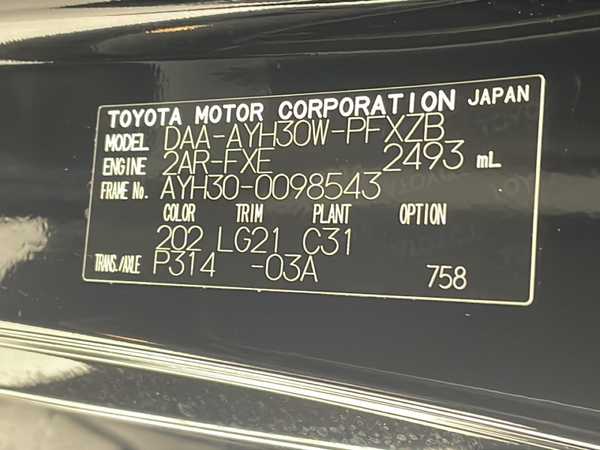 TOYOTA MOTOR CORPORATION JAPAN
MODEL DAA-AYH30W-PFXZB
ENGINE 2AR-FXE 2493 mL
FRAME No. AYH30-0098543
COLOR TRIM PLANT OPTION
202 LG21 C31
TRANS./AXLE P314 -03A 758